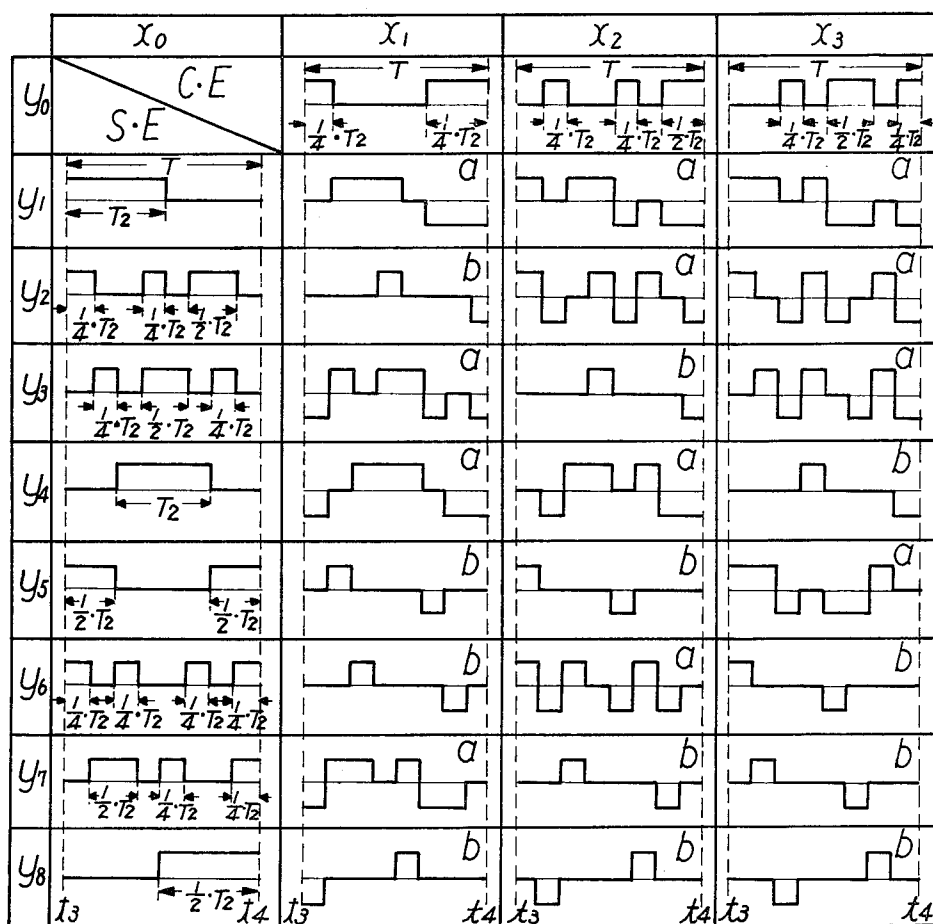 x0 x1 x2 x3
y0 C·E S·E T T T
1/4·T2 1/4·T2 1/4·T2 1/4·T2 1/2·T2 1/4·T2 1/2·T2 1/4·T2
y1 T T2 a a a
y2 1/4·T2 1/4·T2 1/2·T2 b a a
y3 1/4·T2 1/2·T2 1/4·T2 a b a
y4 T2 a a b
y5 1/2·T2 1/2·T2 b b a
y6 1/4·T2 1/4·T2 1/4·T2 1/4·T2 b a b
y7 1/2·T2 1/4·T2 1/4T2 a b b
y8 1/2·T2 b b b
t3 t4 t3 t4 t3 t4 t3 t4